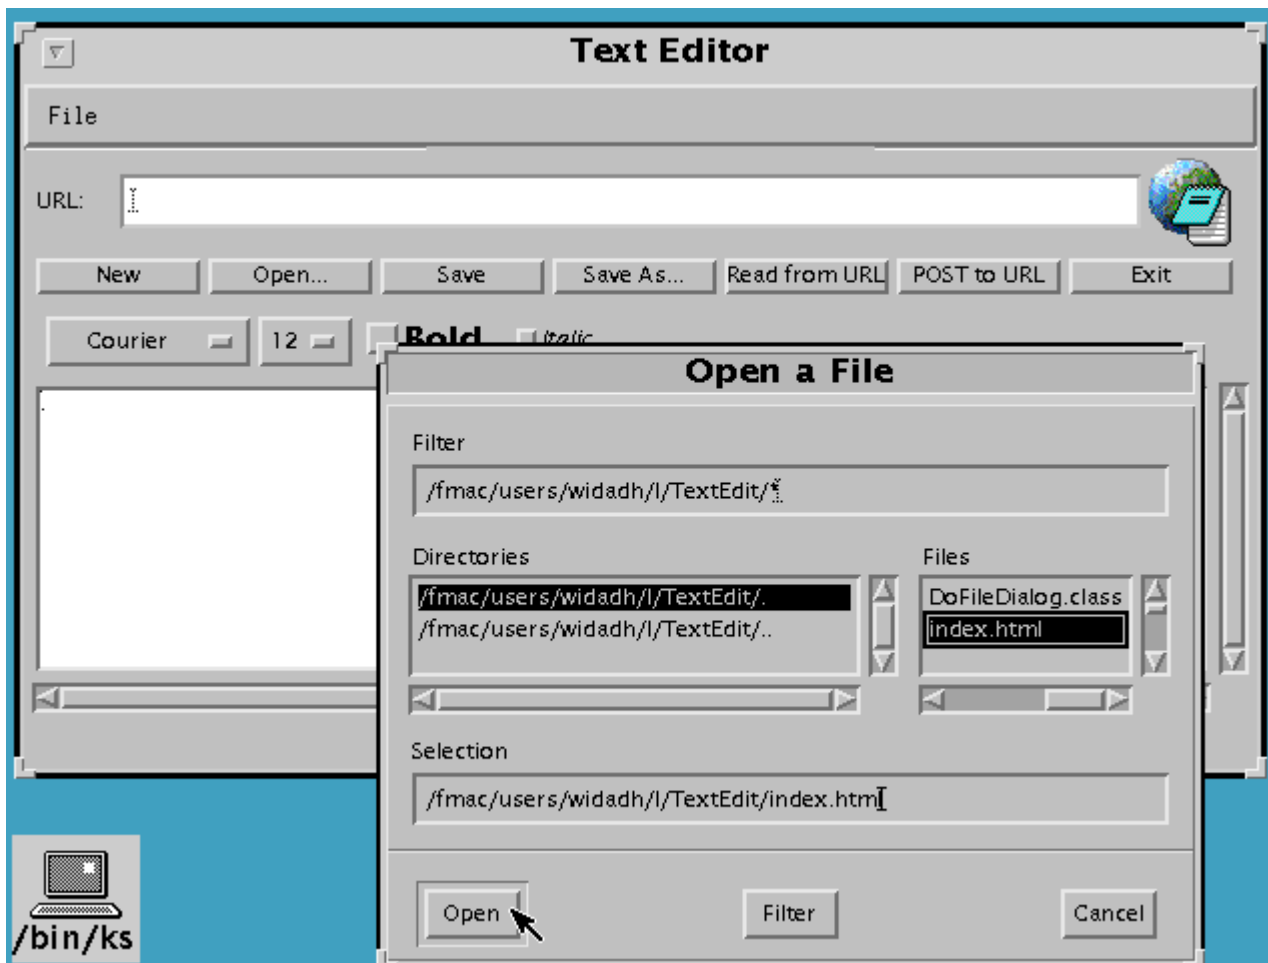 Text Editor
File
URL:
New Open... Save Save As... Read from URL POST to URL Exit
Courier 12 Bold Italic
Open a File
Filter
/fmac/users/widadh/I/TextEdit/*
Directories Files
/fmac/users/widadh/I/TextEdit/. DoFileDialog.class
/fmac/users/widadh/I/TextEdit/.. index.html
Selection
/fmac/users/widadh/I/TextEdit/index.html
Open Filter Cancel
/bin/ks